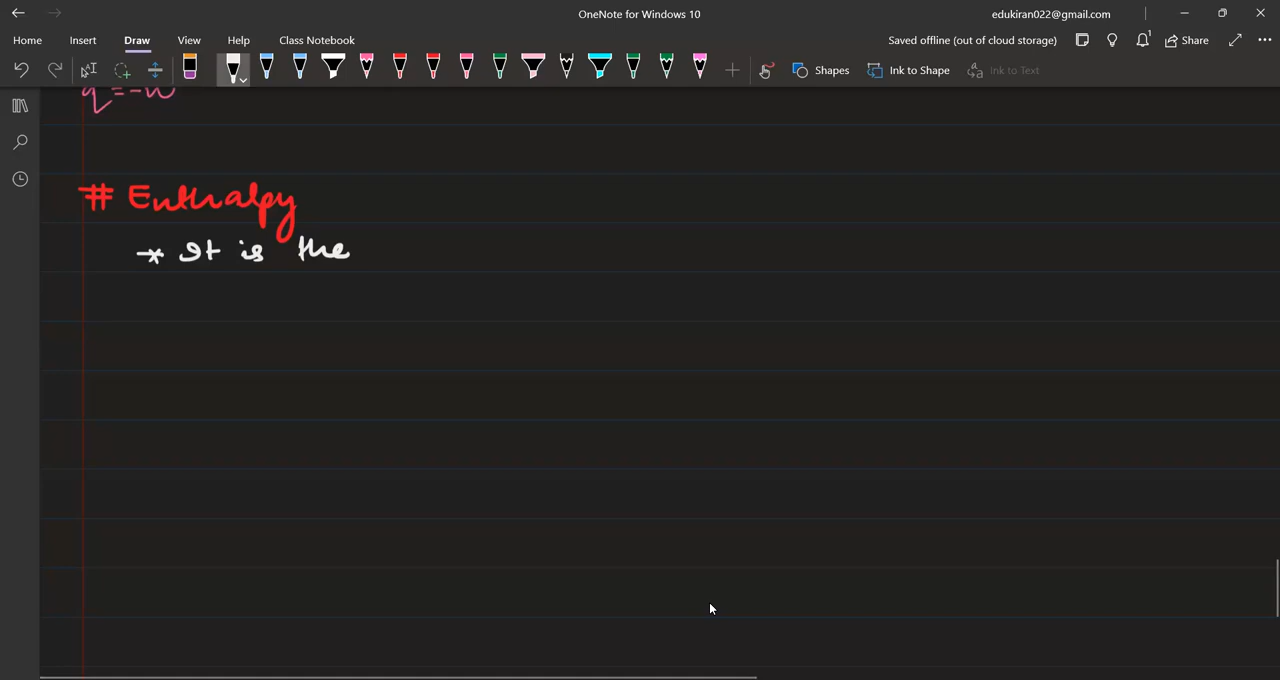 OneNote for Windows 10
edukiran022@gmail.com
Home Insert Draw View Help Class Notebook
Saved offline (out of cloud storage) 1 Share
Shapes Ink to Shape Ink to Text
q = -w
# Enthalpy
* It is the